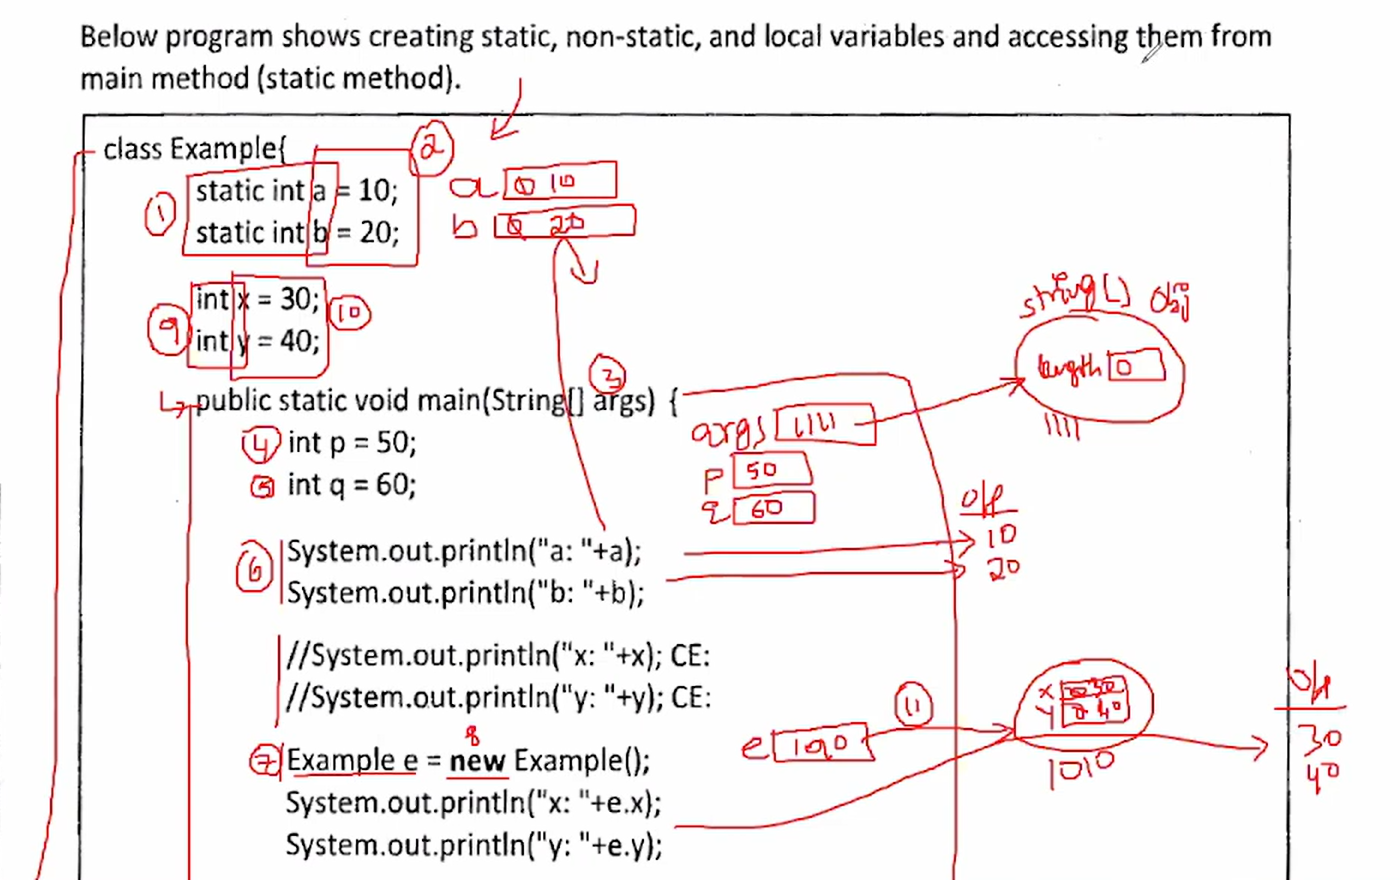 Below program shows creating static, non-static, and local variables and accessing them from
main method (static method).
class Example{
2
1
static int a = 10;
static int b = 20;
a 0 10
b 0 20
9
int x = 30;
int y = 40;
10
string[] obj
length 0
1111
3
public static void main(String[] args) {
args 1111
4 int p = 50;
p 50
5 int q = 60;
q 60
o/p
10
20
6
System.out.println("a: "+a);
System.out.println("b: "+b);
//System.out.println("x: "+x); CE:
//System.out.println("y: "+y); CE:
11
x 0 30
y 0 40
1010
e 1010
o/p
30
40
8
7 Example e = new Example();
System.out.println("x: "+e.x);
System.out.println("y: "+e.y);